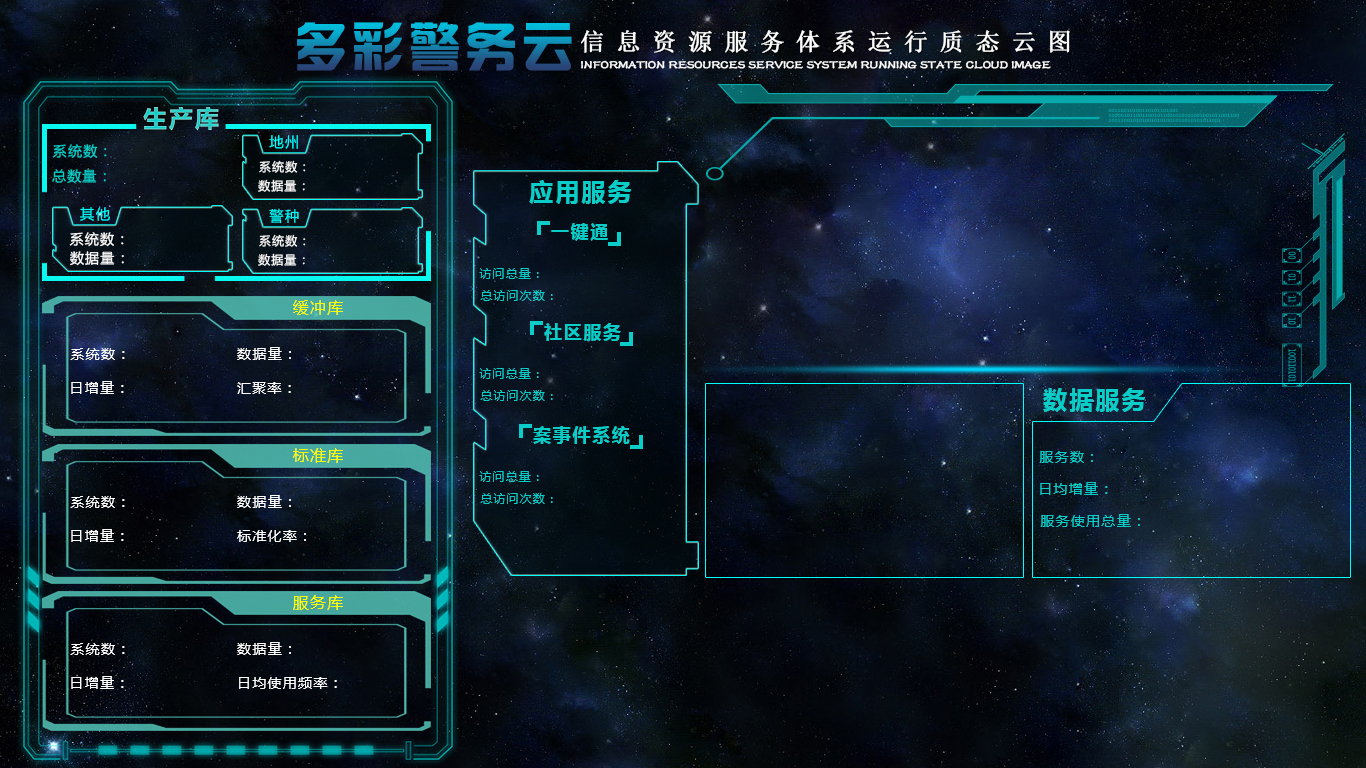 多彩警务云 信息资源服务体系运行质态云图
INFORMATION RESOURCES SERVICE SYSTEM RUNNING STATE CLOUD IMAGE
生产库
系统数：
总数量：
地州
系统数：
数据量：
其他
系统数：
数据量：
警种
系统数：
数据量：
缓冲库
系统数： 数据量：
日增量： 汇聚率：
标准库
系统数： 数据量：
日增量： 标准化率：
服务库
系统数： 数据量：
日增量： 日均使用频率：
应用服务
「一键通」
访问总量：
总访问次数：
「社区服务」
访问总量：
总访问次数：
「案事件系统」
访问总量：
总访问次数：
数据服务
服务数：
日均增量：
服务使用总量：